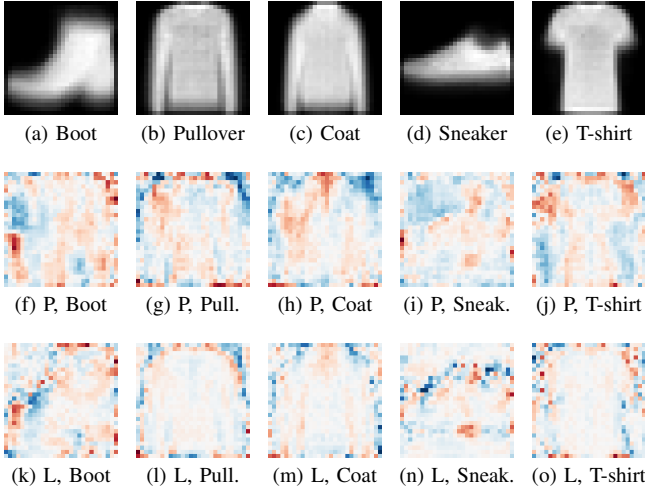 (a) Boot (b) Pullover (c) Coat (d) Sneaker (e) T-shirt
(f) P, Boot (g) P, Pull. (h) P, Coat (i) P, Sneak. (j) P, T-shirt
(k) L, Boot (l) L, Pull. (m) L, Coat (n) L, Sneak. (o) L, T-shirt